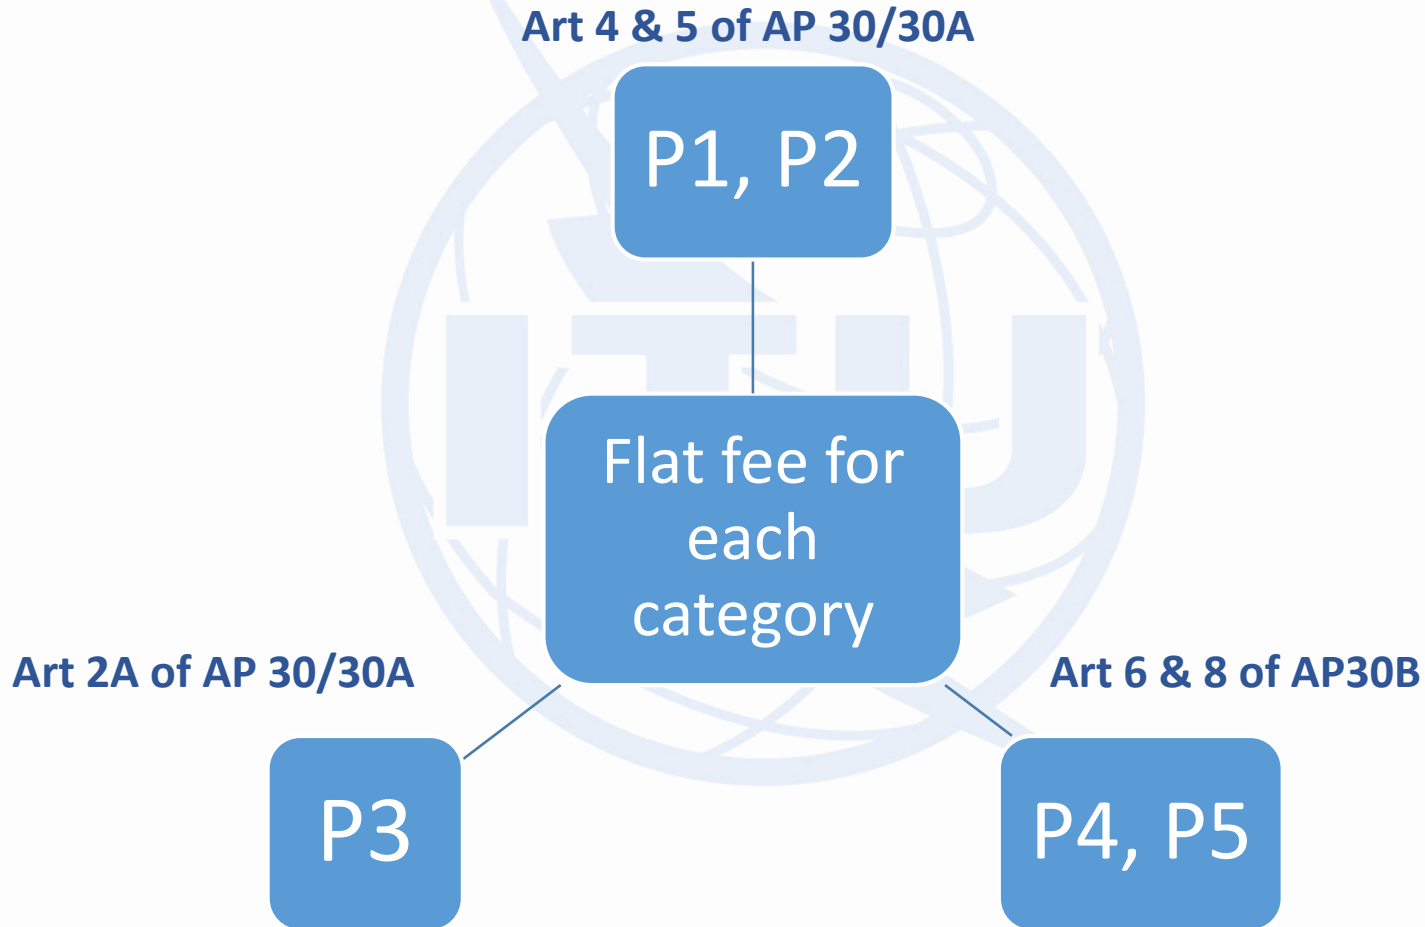 Art 4 & 5 of AP 30/30A
P1, P2
ITU
Flat fee for
each
category
Art 2A of AP 30/30A
Art 6 & 8 of AP30B
P3
P4, P5